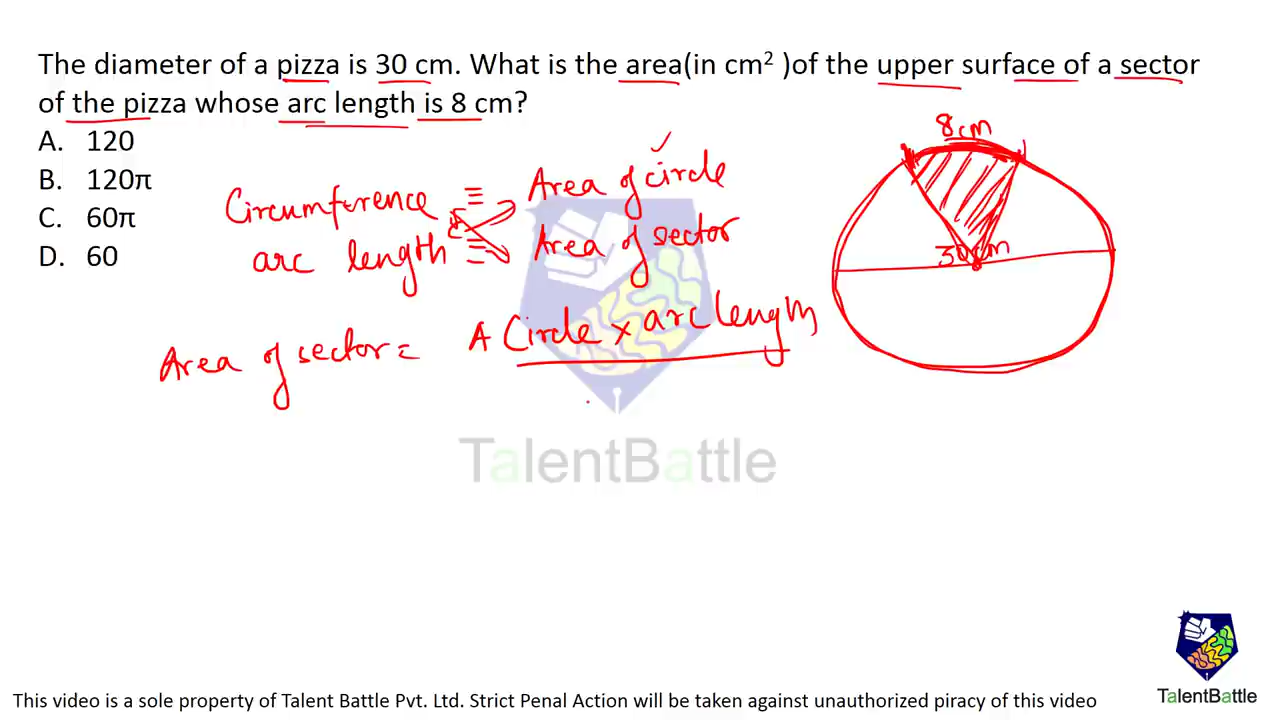 The diameter of a pizza is 30 cm. What is the area(in cm² )of the upper surface of a sector
of the pizza whose arc length is 8 cm?
A. 120
B. 120π
C. 60π
D. 60
8cm
30cm
Circumference ≡ Area of circle
arc length ≡ Area of sector
Area of sector = A Circle × arc length
TalentBattle
TalentBattle
This video is a sole property of Talent Battle Pvt. Ltd. Strict Penal Action will be taken against unauthorized piracy of this video